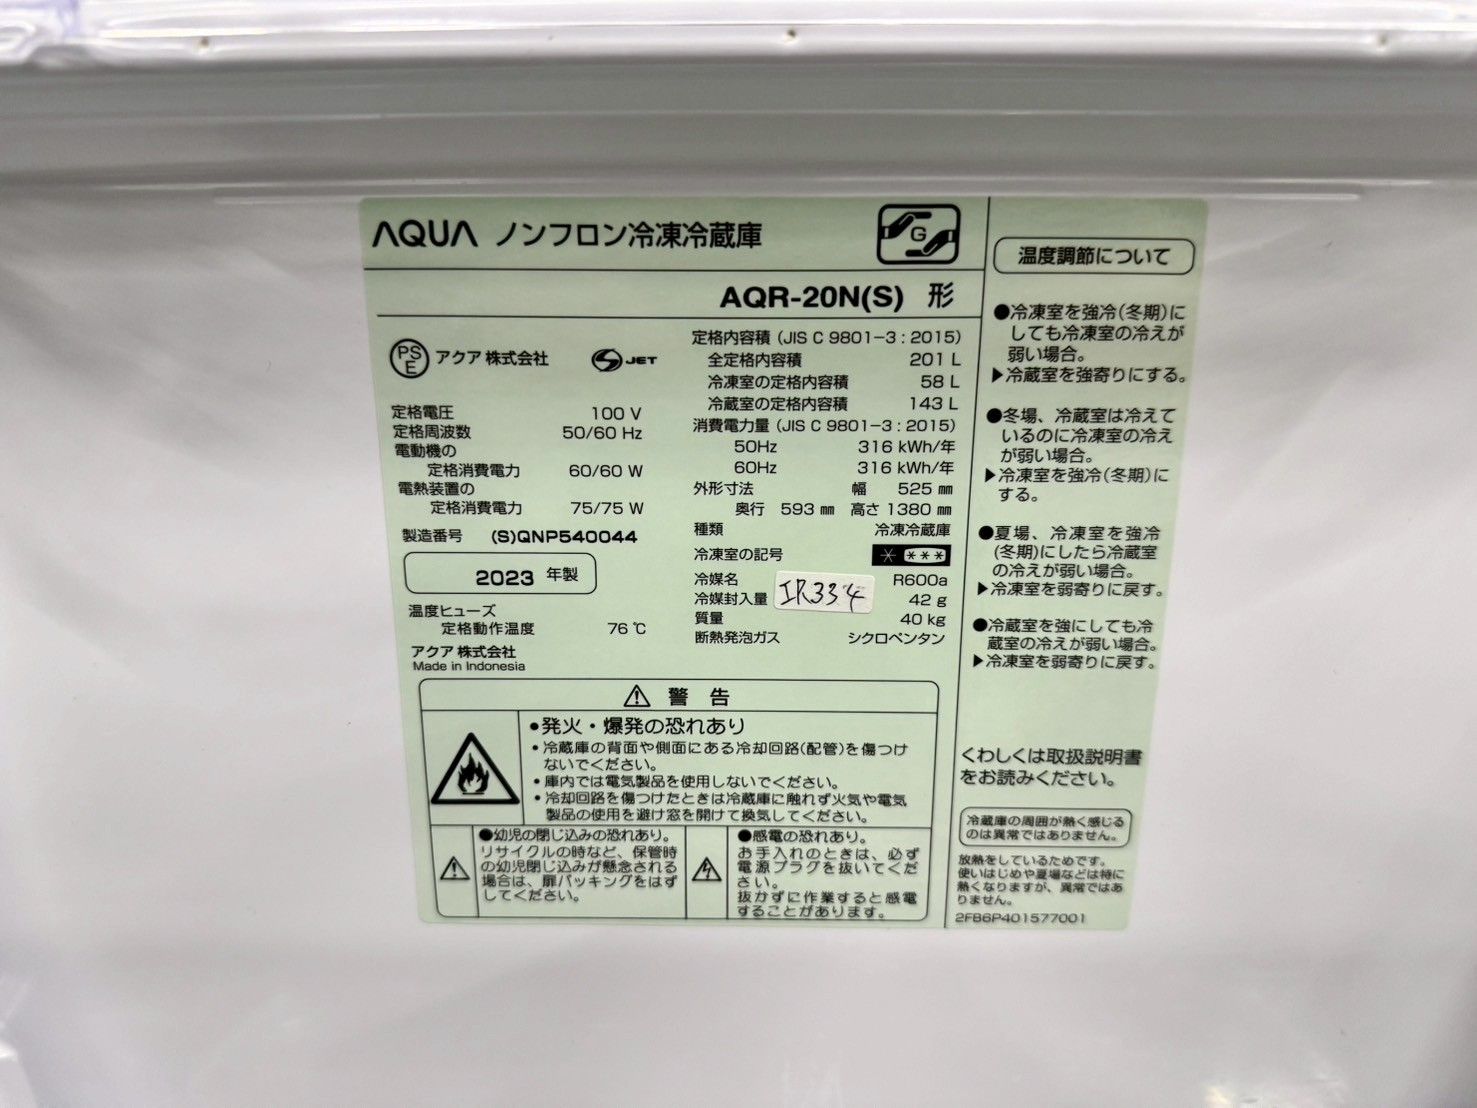 AQUA ノンフロン冷凍冷蔵庫
G
AQR-20N(S) 形
PS
E
アクア 株式会社
S JET
定格電圧 100 V
定格周波数 50/60 Hz
電動機の
定格消費電力 60/60 W
電熱装置の
定格消費電力 75/75 W
製造番号 (S)QNP540044
2023 年製
温度ヒューズ
定格動作温度 76 ℃
アクア 株式会社
Made in Indonesia
定格内容積 (JIS C 9801-3 : 2015)
全定格内容積 201 L
冷凍室の定格内容積 58 L
冷蔵室の定格内容積 143 L
消費電力量 (JIS C 9801-3 : 2015)
50Hz 316 kWh/年
60Hz 316 kWh/年
外形寸法 幅 525 ㎜
奥行 593 ㎜ 高さ 1380 ㎜
種類 冷凍冷蔵庫
冷凍室の記号 * ***
冷媒名 R600a
冷媒封入量 42 g
IR334
質量 40 kg
断熱発泡ガス シクロペンタン
⚠ 警 告
●発火・爆発の恐れあり
・冷蔵庫の背面や側面にある冷却回路(配管)を傷つけ
ないでください。
・庫内では電気製品を使用しないでください。
・冷却回路を傷つけたときは冷蔵庫に触れず火気や電気
製品の使用を避け窓を開けて換気してください。
●幼児の閉じ込みの恐れあり。
リサイクルの時など、保管時
の幼児閉じ込みが懸念される
場合は、扉パッキングをはず
してください。
●感電の恐れあり。
お手入れのときは、必ず
電源プラグを抜いてくだ
さい。
抜かずに作業すると感電
することがあります。
温度調節について
●冷凍室を強冷(冬期)に
しても冷凍室の冷えが
弱い場合。
▶冷蔵室を強寄りにする。
●冬場、冷蔵室は冷えて
いるのに冷凍室の冷え
が弱い場合。
▶冷凍室を強冷(冬期)に
する。
●夏場、冷凍室を強冷
(冬期)にしたら冷蔵室
の冷えが弱い場合。
▶冷凍室を弱寄りに戻す。
●冷蔵室を強にしても冷
蔵室の冷えが弱い場合。
▶冷凍室を弱寄りに戻す。
くわしくは取扱説明書
をお読みください。
冷蔵庫の周囲が熱く感じる
のは異常ではありません。
放熱をしているためです。
使いはじめや夏場などは特に
熱くなりますが、異常ではあ
りません。
2FB6P401577001